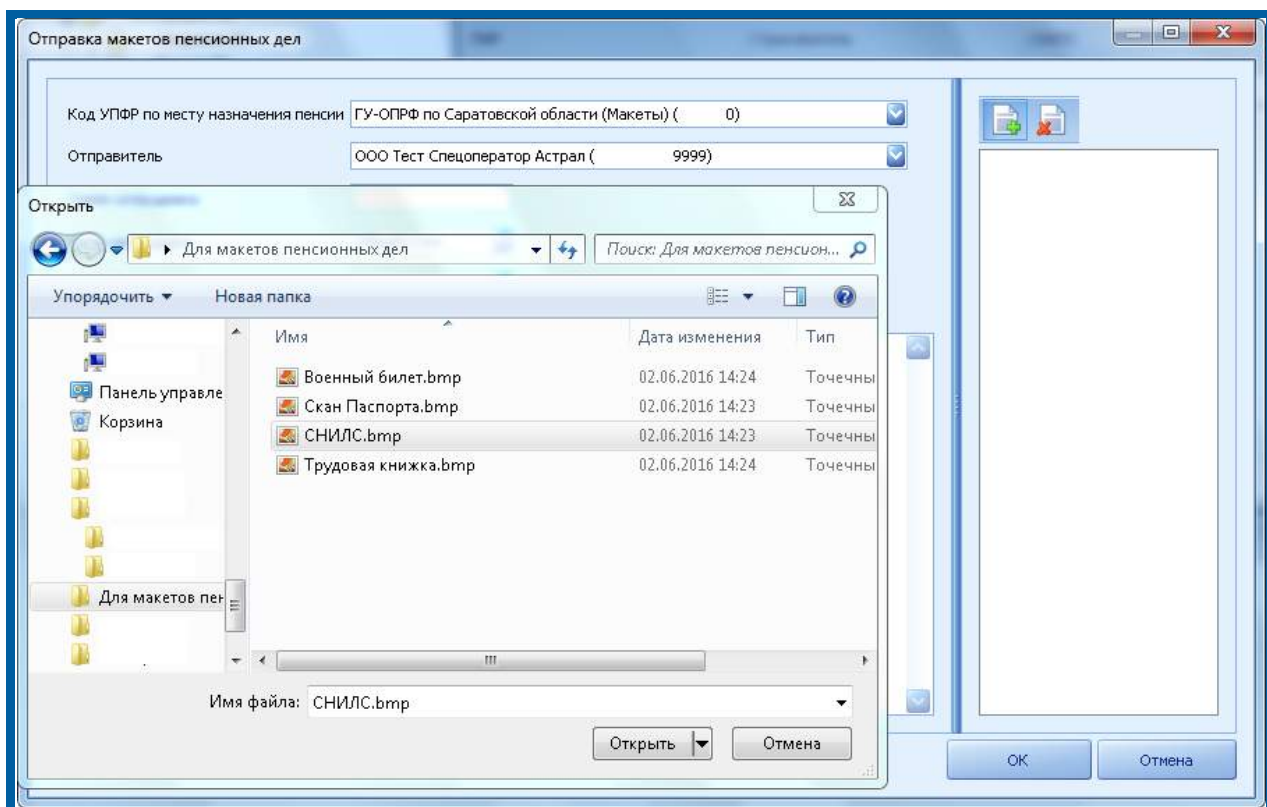 Отправка макетов пенсионных дел
Код УПФР по месту назначения пенсии ГУ-ОПРФ по Саратовской области (Макеты) ( 0)
Отправитель ООО Тест Спецоператор Астрал ( 9999)
Открыть
Для макетов пенсионных дел Поиск: Для макетов пенсион...
Упорядочить Новая папка
Имя Дата изменения Тип
Панель управле
Корзина
Военный билет.bmp 02.06.2016 14:24 Точечны
Скан Паспорта.bmp 02.06.2016 14:23 Точечны
СНИЛС.bmp 02.06.2016 14:23 Точечны
Трудовая книжка.bmp 02.06.2016 14:24 Точечны
Для макетов пен
Имя файла: СНИЛС.bmp
Открыть Отмена
OK Отмена